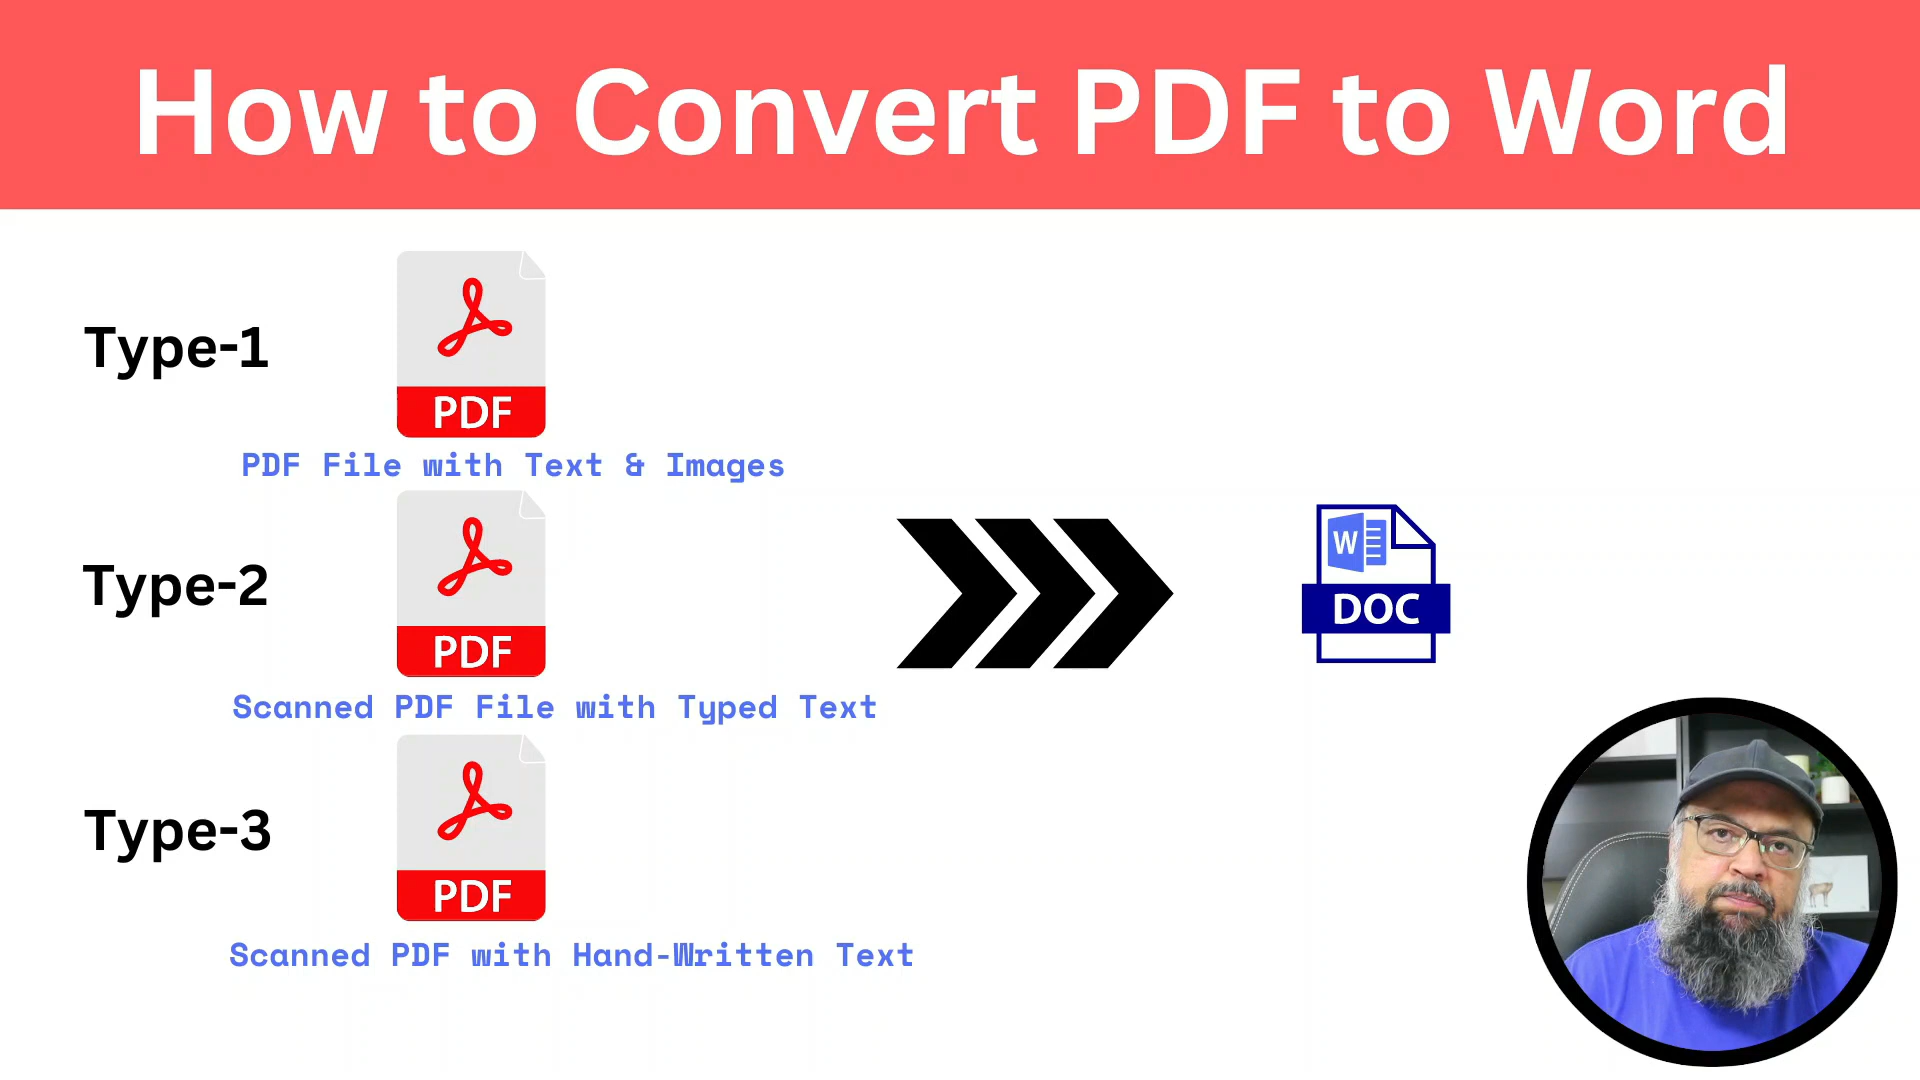 How to Convert PDF to Word
Type-1
PDF
PDF File with Text & Images
Type-2
PDF
Scanned PDF File with Typed Text
W
DOC
Type-3
PDF
Scanned PDF with Hand-Written Text